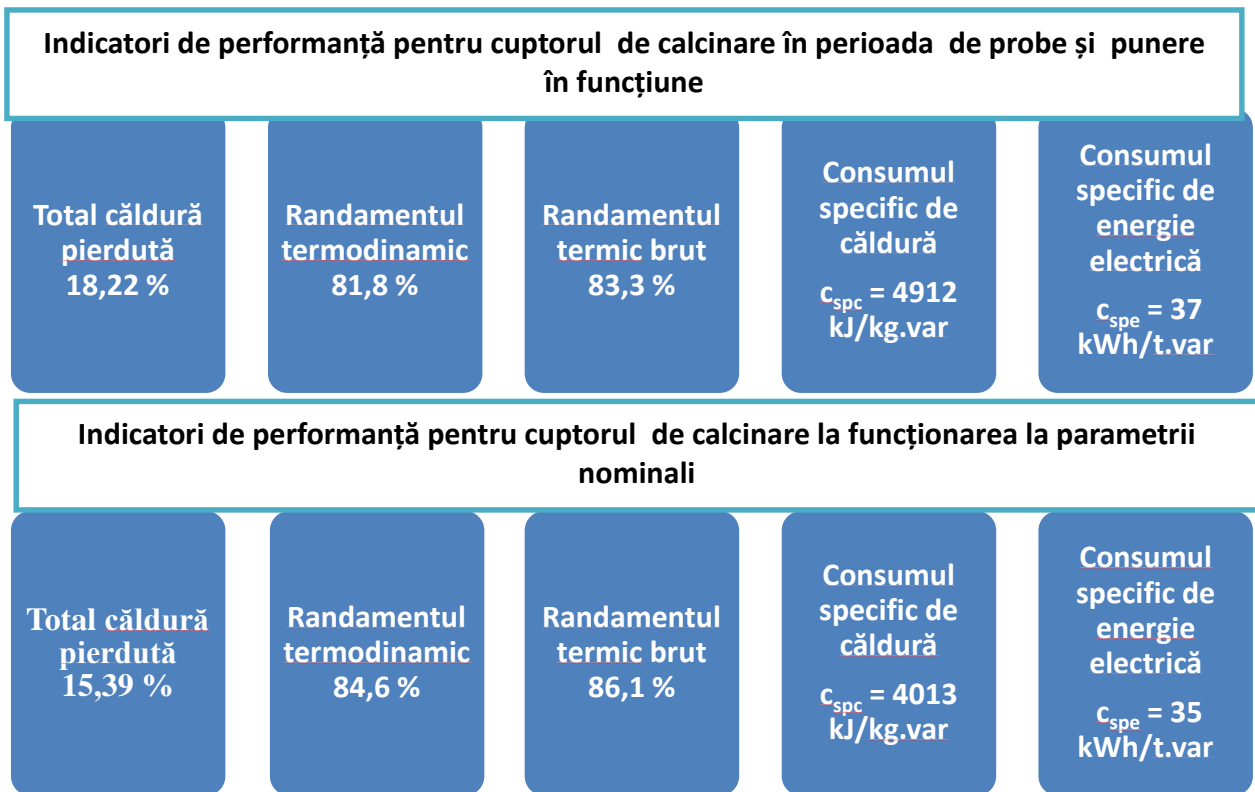 Indicatori de performanță pentru cuptorul de calcinare în perioada de probe și punere
în funcțiune
Total căldură
pierdută
18,22 %
Randamentul
termodinamic
81,8 %
Randamentul
termic brut
83,3 %
Consumul
specific de
căldură
c_spc = 4912
kJ/kg.var
Consumul
specific de
energie
electrică
c_spe = 37
kWh/t.var
Indicatori de performanță pentru cuptorul de calcinare la funcționarea la parametrii
nominali
Total căldură
pierdută
15,39 %
Randamentul
termodinamic
84,6 %
Randamentul
termic brut
86,1 %
Consumul
specific de
căldură
c_spc = 4013
kJ/kg.var
Consumul
specific de
energie
electrică
c_spe = 35
kWh/t.var